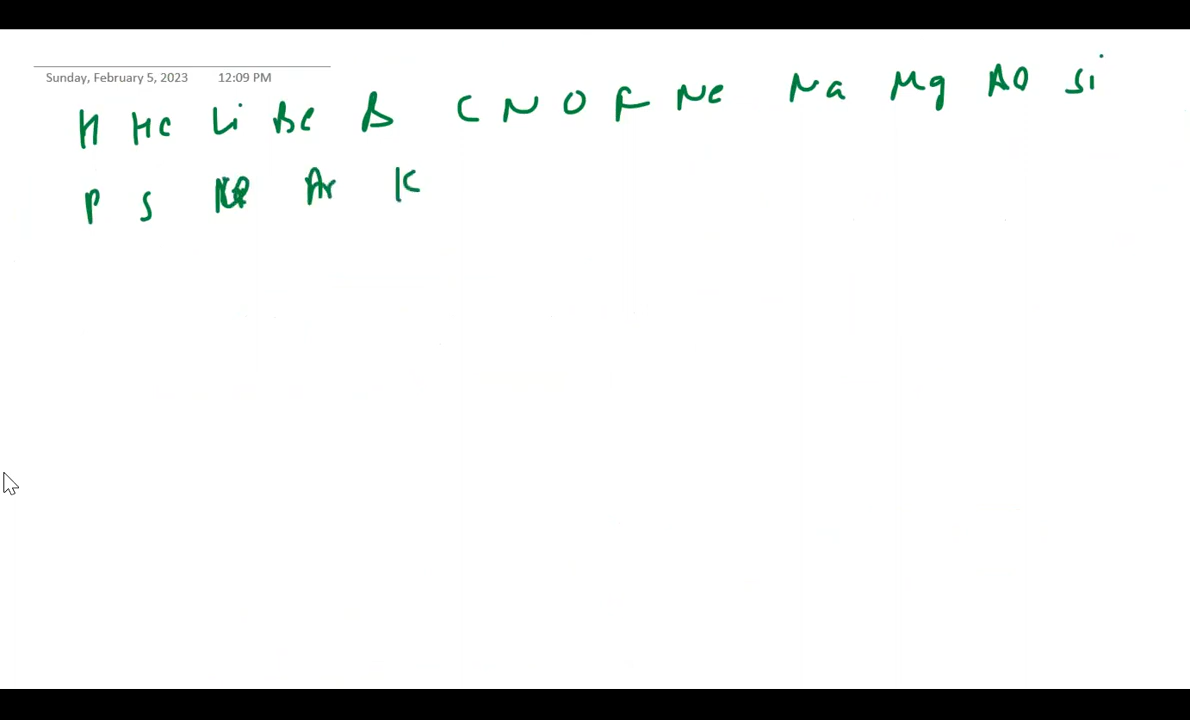 Sunday, February 5, 2023 12:09 PM
H He Li Be B C N O F Ne Na Mg Al Si
P S Ar K